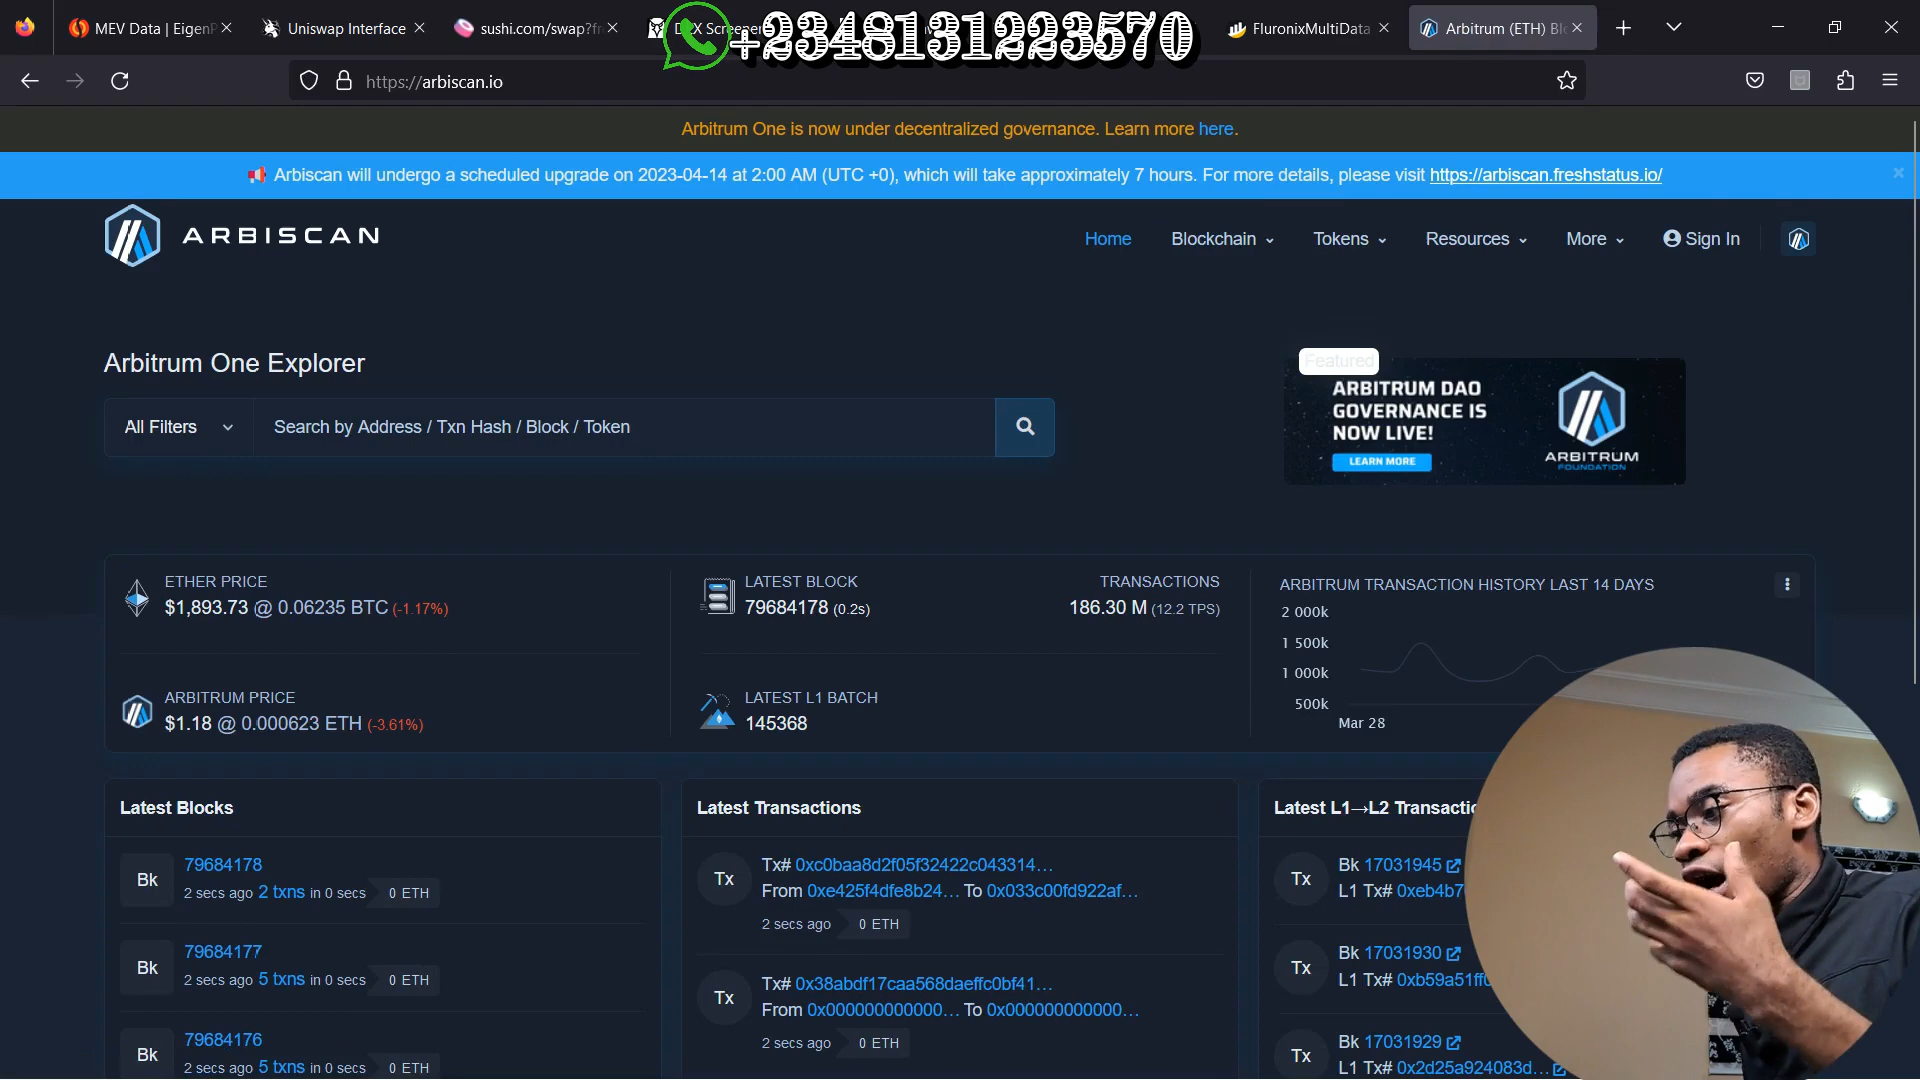 MEV Data | EigenP
Uniswap Interface
sushi.com/swap?fr
DEX Screener
FluronixMultiData
Arbitrum (ETH) Bl
+2348131223570
https://arbiscan.io
Arbitrum One is now under decentralized governance. Learn more here.
Arbiscan will undergo a scheduled upgrade on 2023-04-14 at 2:00 AM (UTC +0), which will take approximately 7 hours. For more details, please visit https://arbiscan.freshstatus.io/
ARBISCAN
Home
Blockchain
Tokens
Resources
More
Sign In
Arbitrum One Explorer
All Filters
Search by Address / Txn Hash / Block / Token
Featured
ARBITRUM DAO
GOVERNANCE IS
NOW LIVE!
LEARN MORE
ARBITRUM
FOUNDATION
ETHER PRICE
$1,893.73 @ 0.06235 BTC (-1.17%)
ARBITRUM PRICE
$1.18 @ 0.000623 ETH (-3.61%)
LATEST BLOCK
79684178 (0.2s)
TRANSACTIONS
186.30 M (12.2 TPS)
LATEST L1 BATCH
145368
ARBITRUM TRANSACTION HISTORY LAST 14 DAYS
2 000k
1 500k
1 000k
500k
Mar 28
Latest Blocks
Bk
79684178
2 secs ago 2 txns in 0 secs
0 ETH
Bk
79684177
2 secs ago 5 txns in 0 secs
0 ETH
Bk
79684176
2 secs ago 5 txns in 0 secs
0 ETH
Latest Transactions
Tx
Tx# 0xc0baa8d2f05f32422c043314...
From 0xe425f4dfe8b24... To 0x033c00fd922af...
2 secs ago
0 ETH
Tx
Tx# 0x38abdf17caa568daeffc0bf41...
From 0x000000000000... To 0x000000000000...
2 secs ago
0 ETH
Latest L1→L2 Transactio
Tx
Bk 17031945
L1 Tx# 0xeb4b7
Tx
Bk 17031930
L1 Tx# 0xb59a51ff
Tx
Bk 17031929
L1 Tx# 0x2d25a924083d...